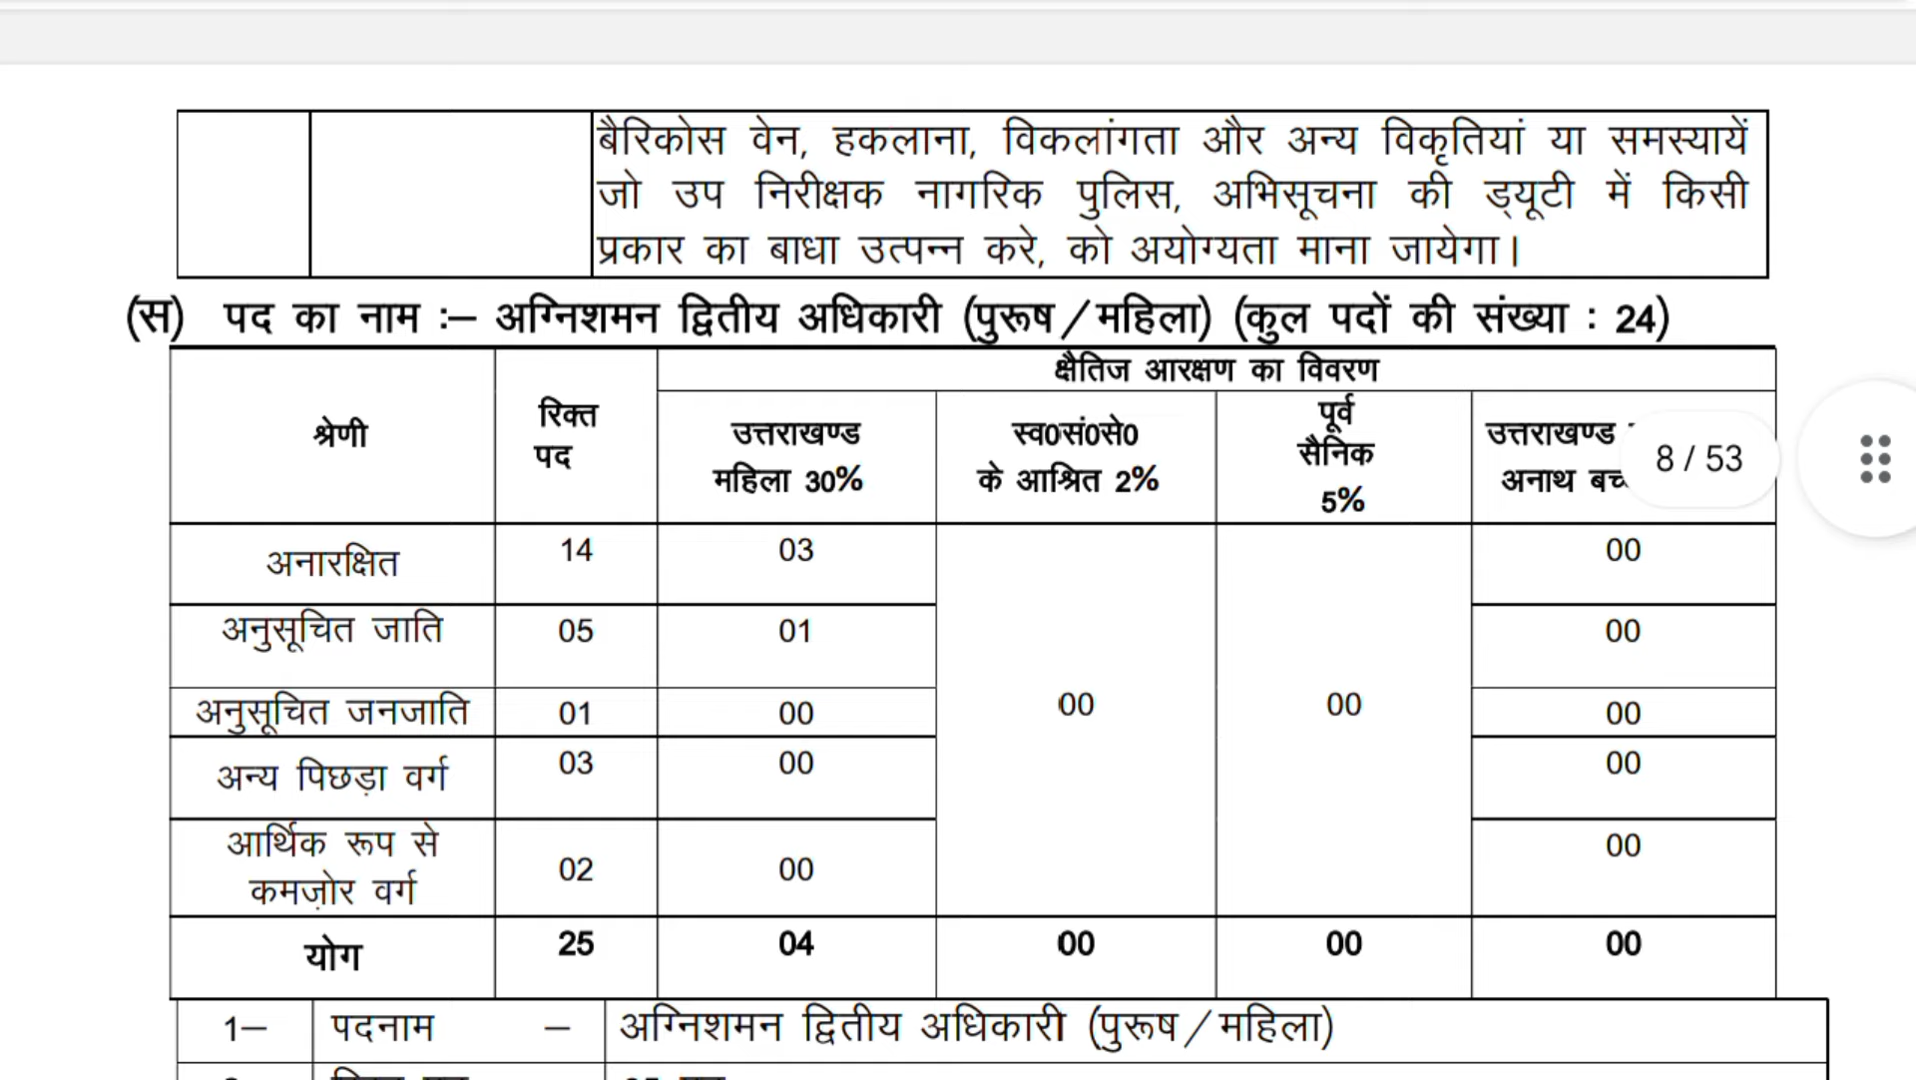 बैरिकोस वेन, हकलाना, विकलांगता और अन्य विकृतियां या समस्यायें
जो उप निरीक्षक नागरिक पुलिस, अभिसूचना की ड्यूटी में किसी
प्रकार का बाधा उत्पन्न करे, को अयोग्यता माना जायेगा।
(स) पद का नाम :— अग्निशमन द्वितीय अधिकारी (पुरूष/महिला) (कुल पदों की संख्या : 24)
श्रेणी
रिक्त
पद
क्षैतिज आरक्षण का विवरण
उत्तराखण्ड
महिला 30%
स्व0सं0से0
के आश्रित 2%
पूर्व
सैनिक
5%
उत्तराखण्ड
अनाथ
8 / 53
अनारक्षित 14 03 00
अनुसूचित जाति 05 01 00
अनुसूचित जनजाति 01 00 00 00 00
अन्य पिछड़ा वर्ग 03 00 00
आर्थिक रूप से
कमज़ोर वर्ग 02 00 00
योग 25 04 00 00 00
1— पदनाम — अग्निशमन द्वितीय अधिकारी (पुरूष/महिला)